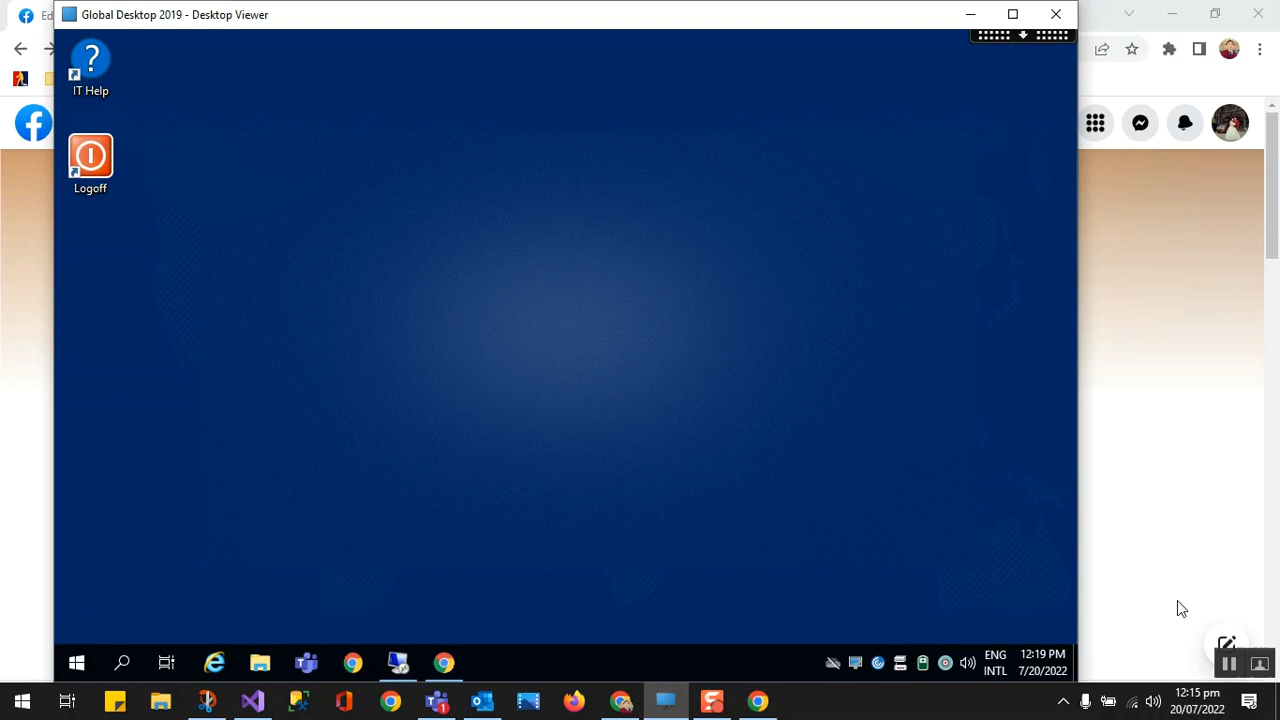 Ed
Global Desktop 2019 - Desktop Viewer
IT Help
Logoff
ENG
INTL
12:19 PM
7/20/2022
12:15 pm
20/07/2022